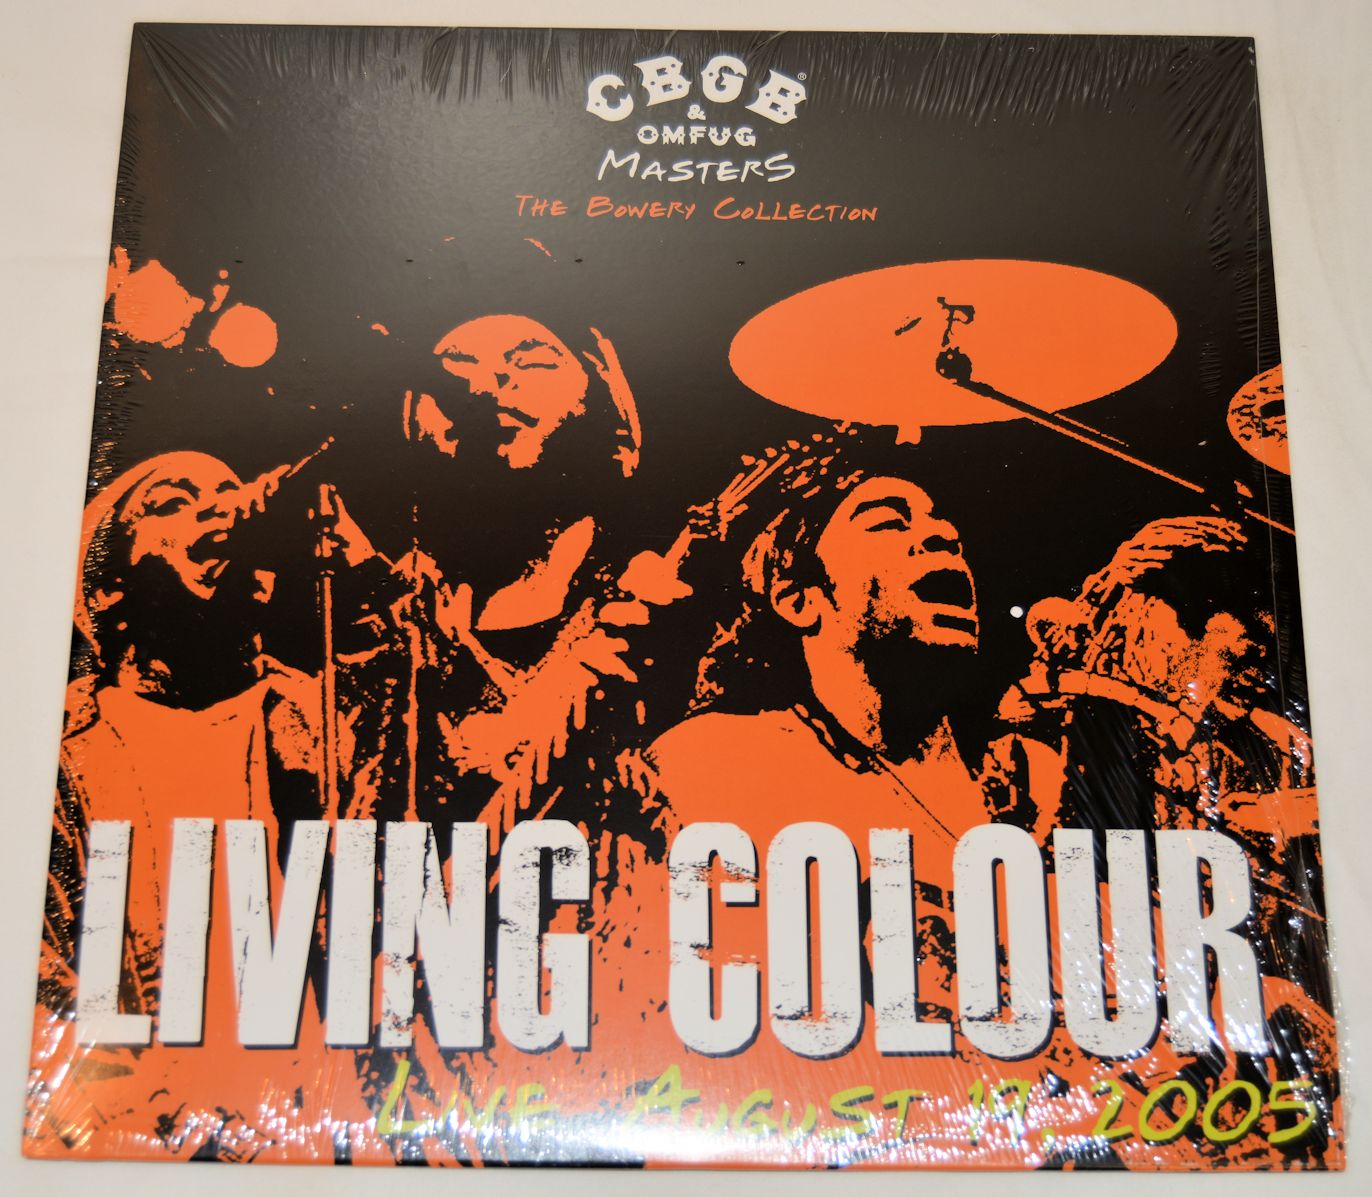 CBGB®
&
OMFUG
MASTERS
THE BOWERY COLLECTION
LIVING COLOUR
LIVE AUGUST 19, 2005